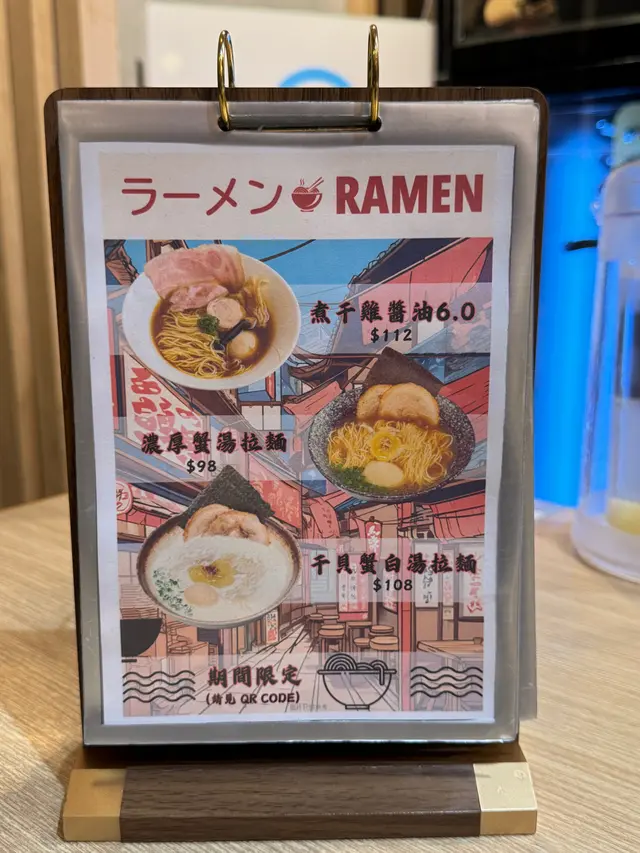 ラーメン RAMEN
煮干雞醬油6.0
$112
濃厚蟹湯拉麵
$98
干貝蟹白湯拉麵
$108
期間限定
(請見 QR CODE)